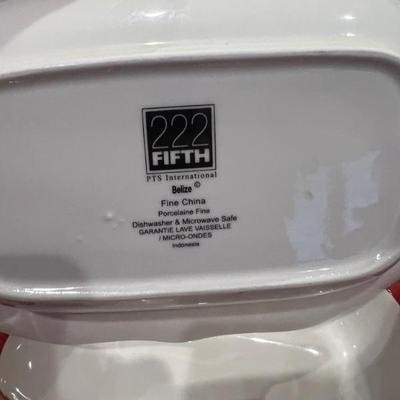 222
FIFTH
PTS International
Belize ©
Fine China
Porcelaine Fine
Dishwasher & Microwave Safe
GARANTIE LAVE VAISSELLE
/ MICRO-ONDES
Indonesia